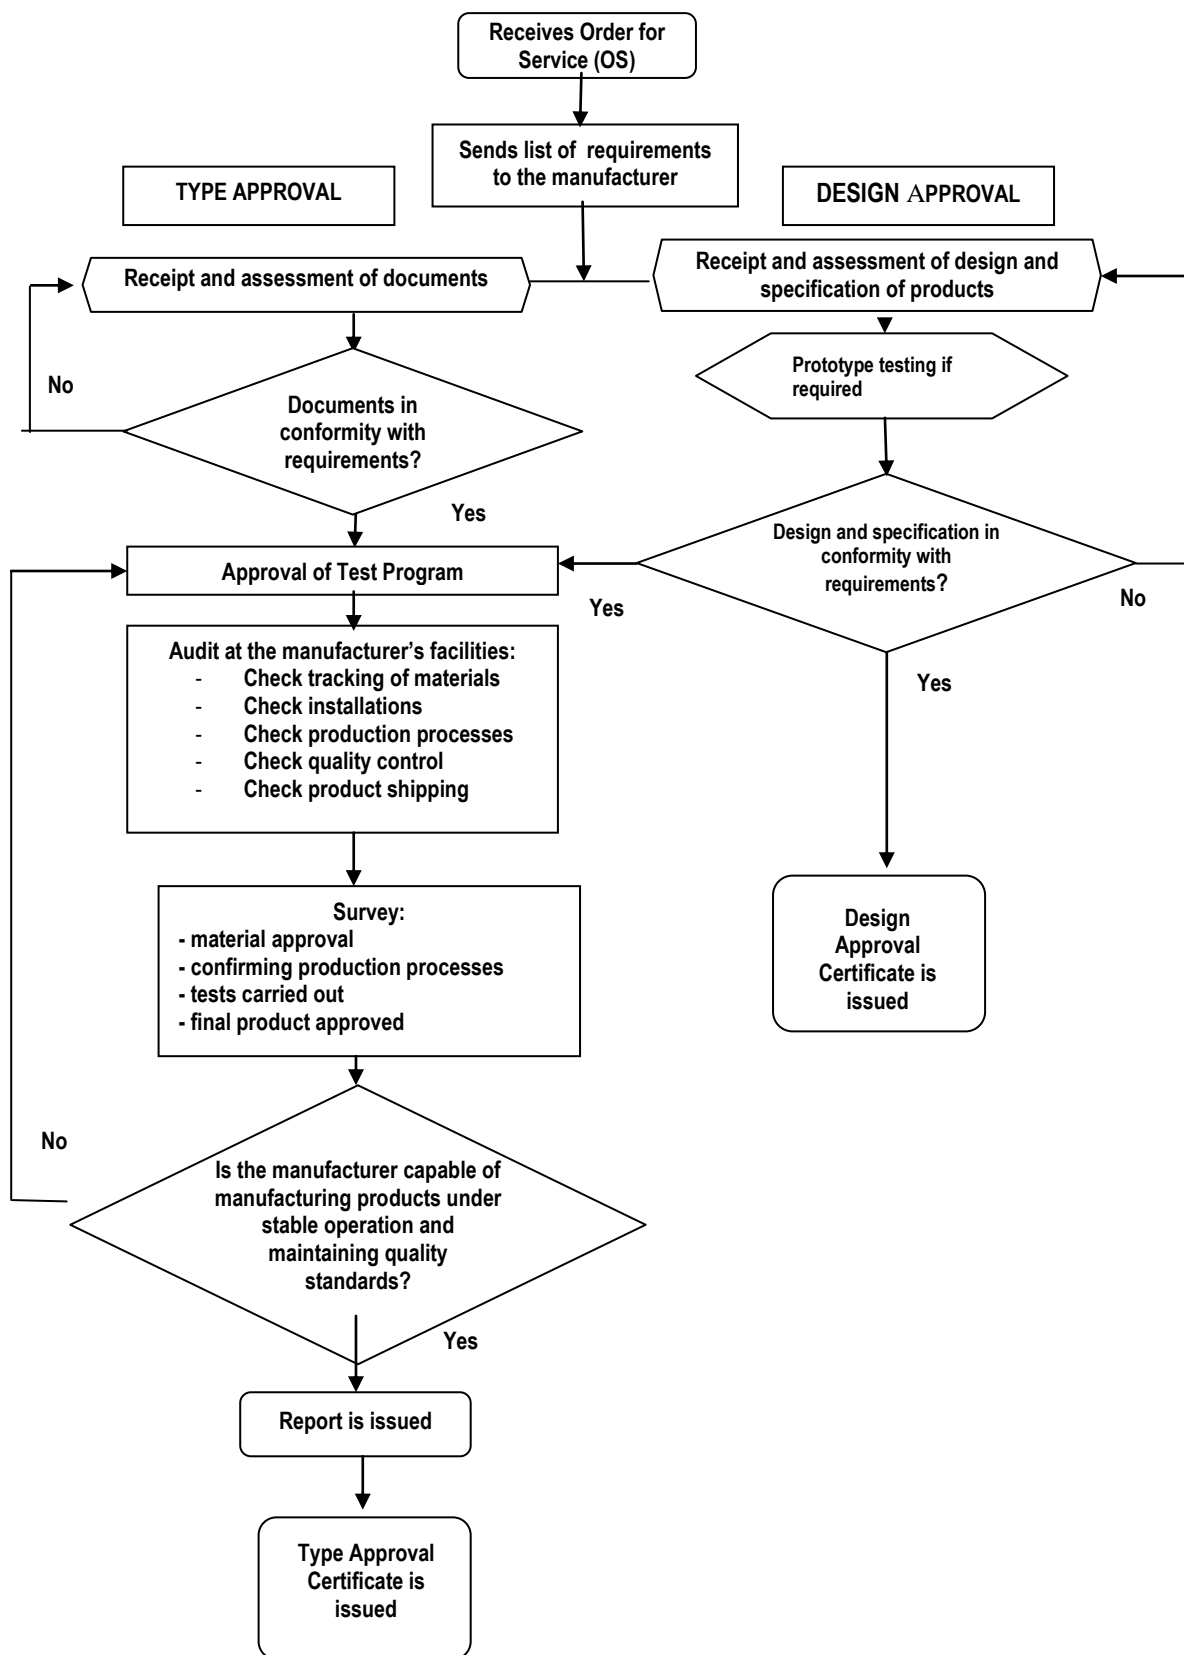 Receives Order for
Service (OS)
Sends list of requirements
to the manufacturer
TYPE APPROVAL
DESIGN APPROVAL
Receipt and assessment of documents
Receipt and assessment of design and
specification of products
Prototype testing if
required
No
Documents in
conformity with
requirements?
Yes
Design and specification in
conformity with
requirements?
Approval of Test Program
Yes
No
Audit at the manufacturer’s facilities:
- Check tracking of materials
- Check installations
- Check production processes
- Check quality control
- Check product shipping
Yes
Survey:
- material approval
- confirming production processes
- tests carried out
- final product approved
Design
Approval
Certificate is
issued
No
Is the manufacturer capable of
manufacturing products under
stable operation and
maintaining quality
standards?
Yes
Report is issued
Type Approval
Certificate is
issued